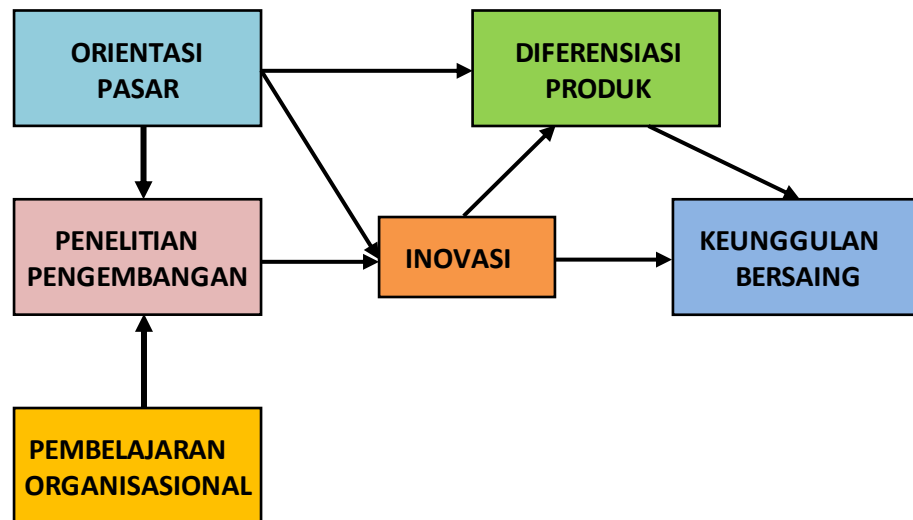 ORIENTASI
PASAR
DIFERENSIASI
PRODUK
PENELITIAN
PENGEMBANGAN
INOVASI
KEUNGGULAN
BERSAING
PEMBELAJARAN
ORGANISASIONAL